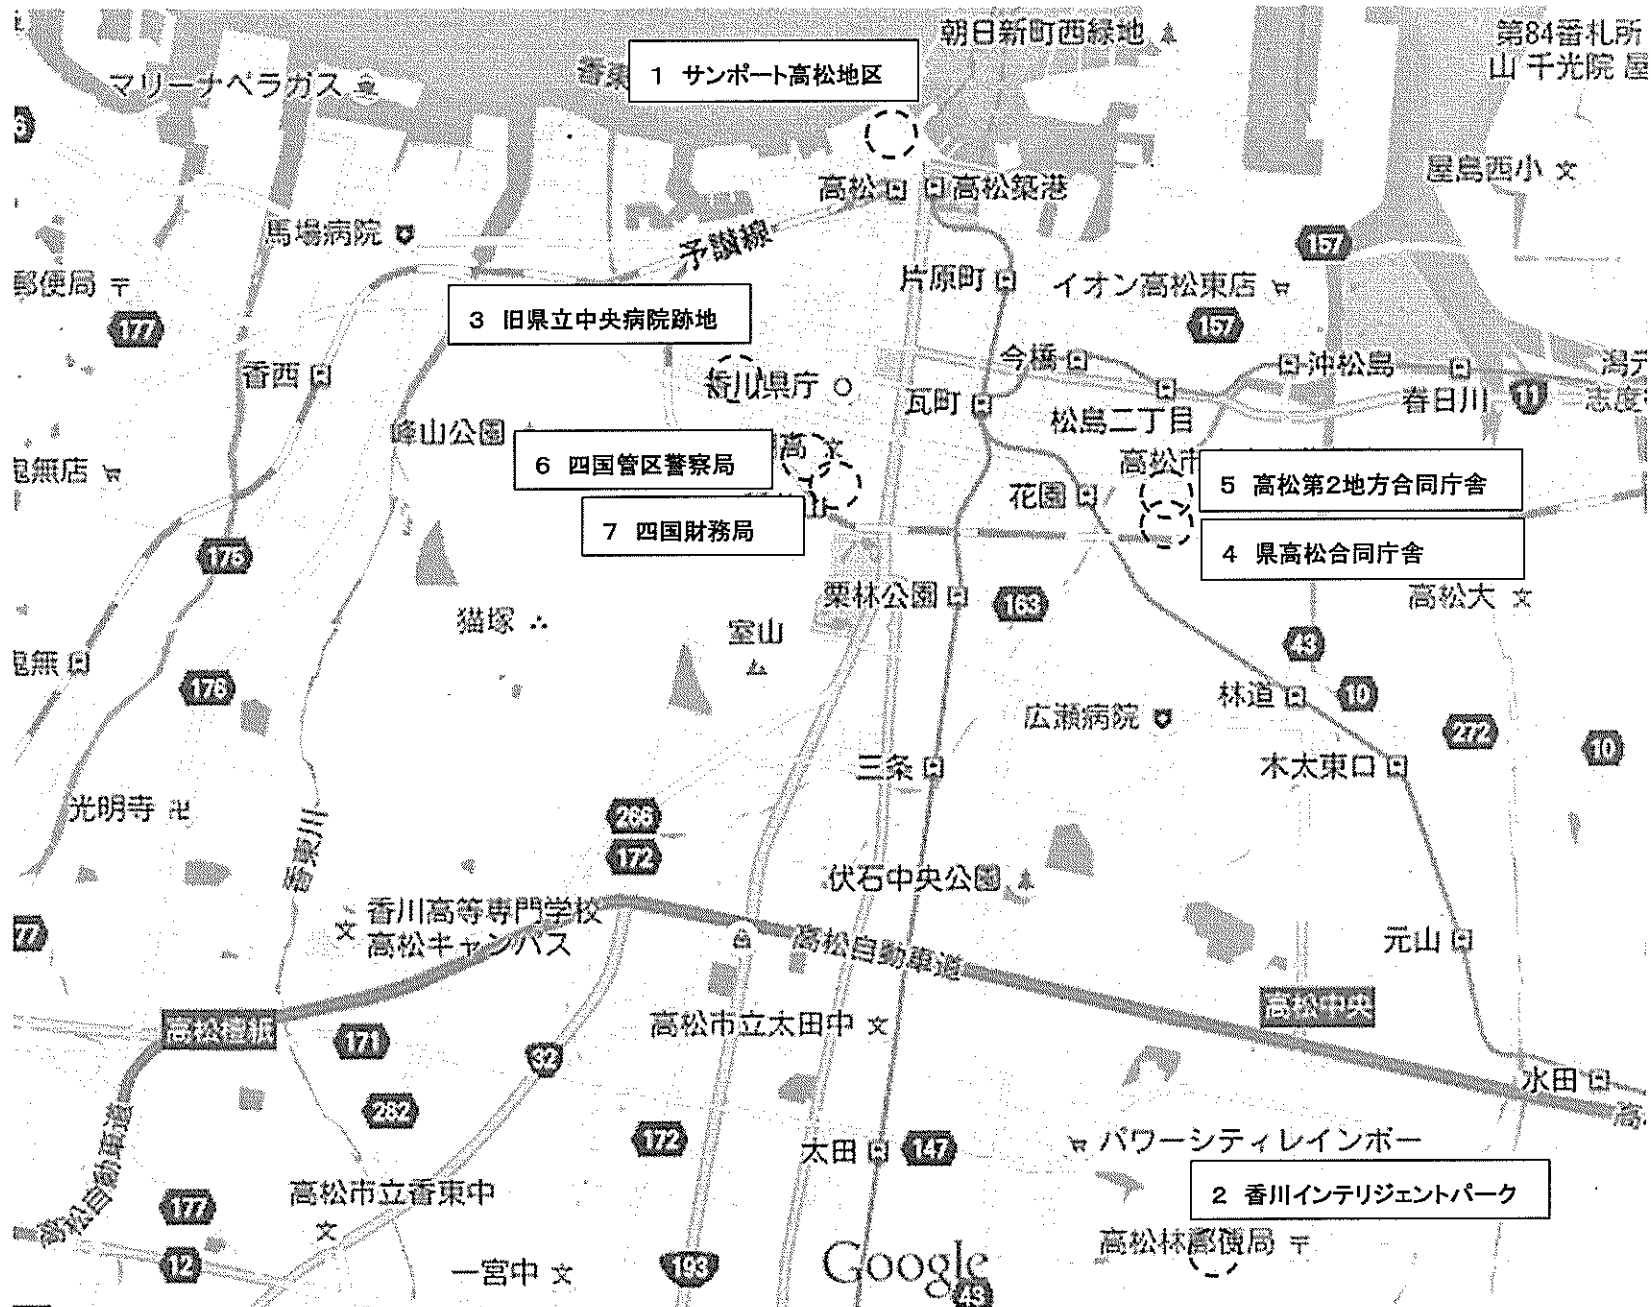 朝日新町西緑地
第84番札所
山 千光院 屋
マリーナベラガス
香東
1 サンポート高松地区
屋島西小
高松
高松築港
馬場病院
予讃線
157
郵便局
片原町
イオン高松東店
177
3 旧県立中央病院跡地
157
香西
今橋
沖松島
香川県庁
瓦町
松島二丁目
春日川
11
志度
峰山公園
高
6 四国管区警察局
高松市
5 高松第2地方合同庁舎
鬼無店
花園
7 四国財務局
4 県高松合同庁舎
175
栗林公園
163
高松大
猫塚
室山
43
鬼無
178
林道
10
広瀬病院
272
10
三条
木太東口
光明寺
266
172
香東川
伏石中央公園
香川高等専門学校
高松キャンパス
77
元山
高松自動車道
高松中央
高松檀紙
171
高松市立太田中
32
水田
高
282
高松自動車道
172
太田
147
パワーシティレインボー
2 香川インテリジェントパーク
高松市立香東中
177
高松林郵便局
12
一宮中
193
Google
43